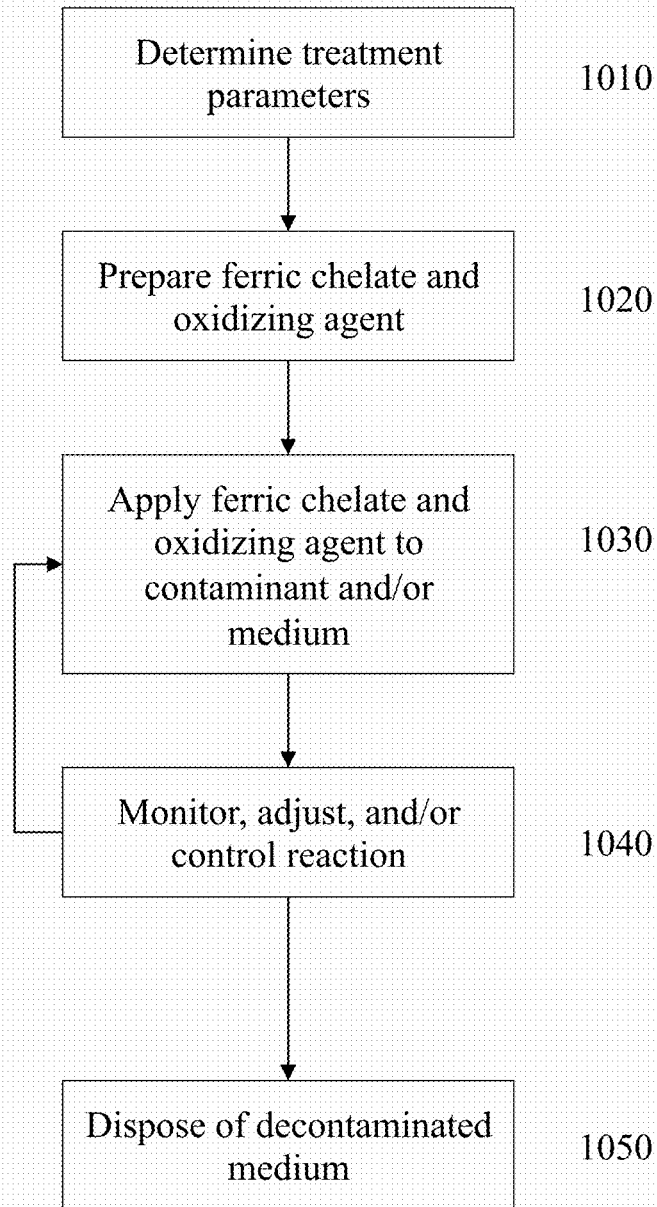 Determine treatment
parameters
1010
Prepare ferric chelate and
oxidizing agent
1020
Apply ferric chelate and
oxidizing agent to
contaminant and/or
medium
1030
Monitor, adjust, and/or
control reaction
1040
Dispose of decontaminated
medium
1050